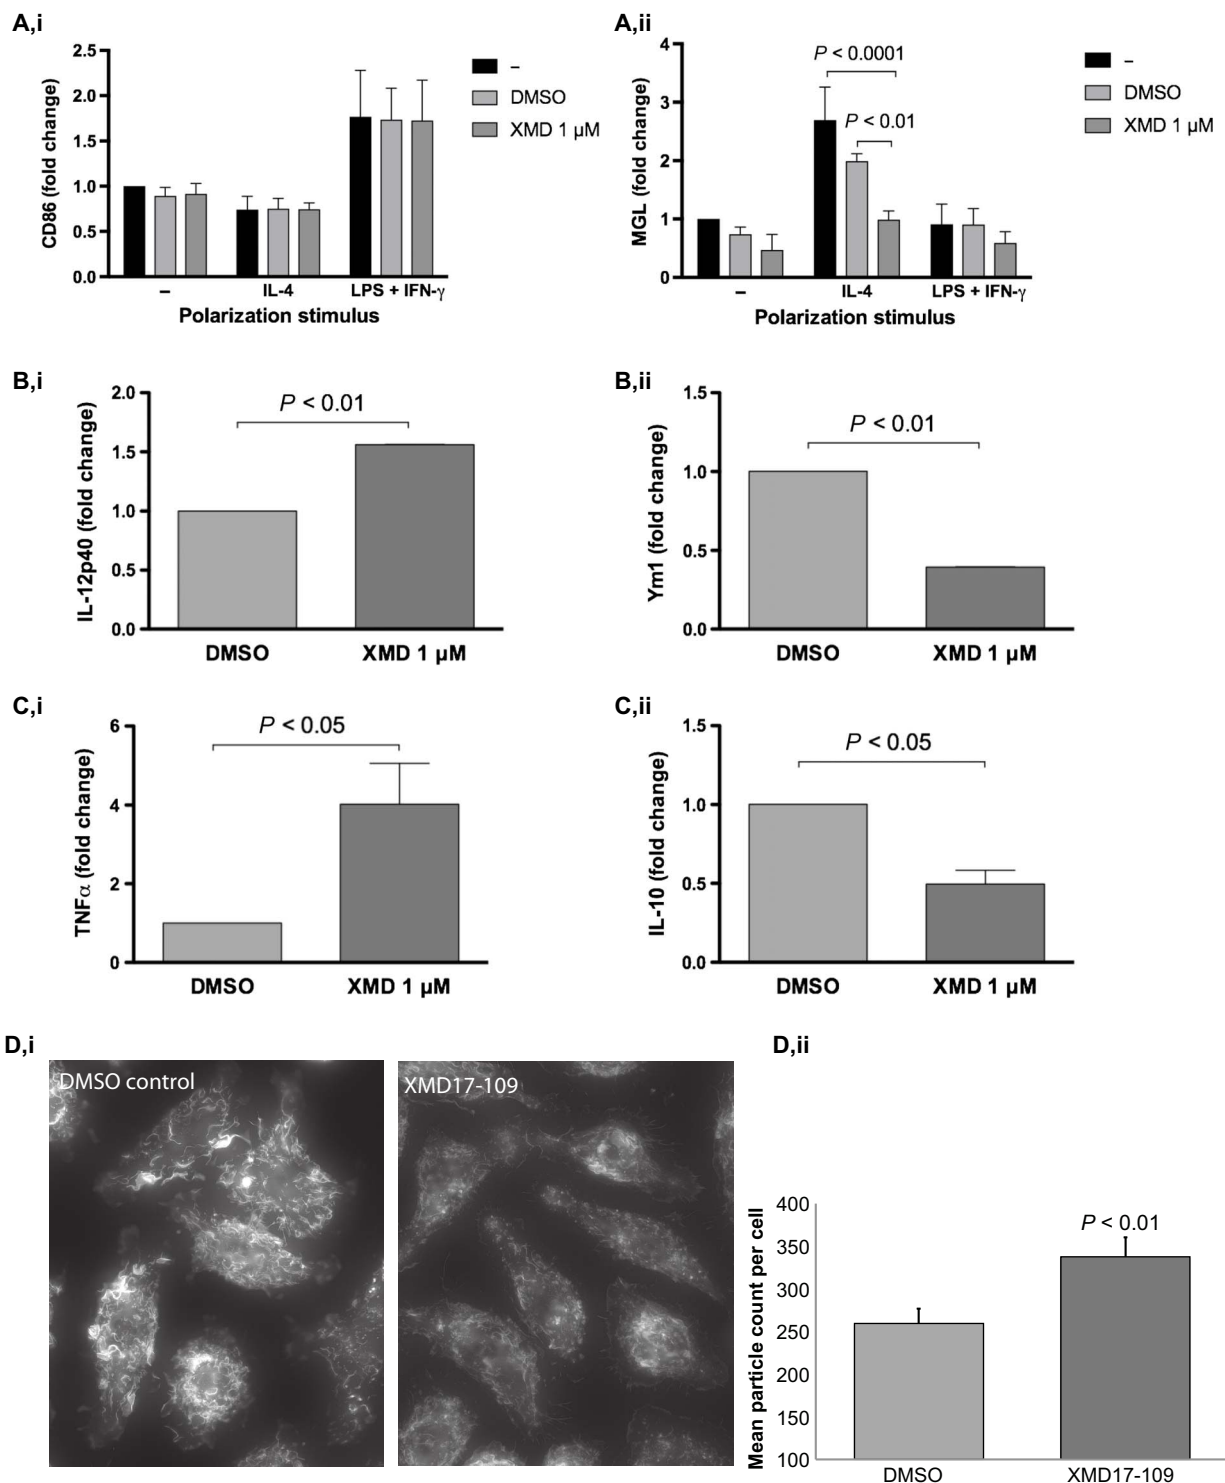 A,i
A,ii
2.5
2.0
1.5
1.0
0.5
0.0
CD86 (fold change)
–
DMSO
XMD 1 µM
– IL-4 LPS + IFN-γ
Polarization stimulus
4
3
2
1
0
MGL (fold change)
P < 0.0001
P < 0.01
–
DMSO
XMD 1 µM
– IL-4 LPS + IFN-γ
Polarization stimulus
B,i
2.0
1.5
1.0
0.5
0.0
IL-12p40 (fold change)
P < 0.01
DMSO XMD 1 µM
B,ii
1.5
1.0
0.5
0.0
Ym1 (fold change)
P < 0.01
DMSO XMD 1 µM
C,i
6
4
2
0
TNFα (fold change)
P < 0.05
DMSO XMD 1 µM
C,ii
1.5
1.0
0.5
0.0
IL-10 (fold change)
P < 0.05
DMSO XMD 1 µM
D,i
DMSO control
XMD17-109
D,ii
400
350
300
250
200
150
100
Mean particle count per cell
P < 0.01
DMSO XMD17-109